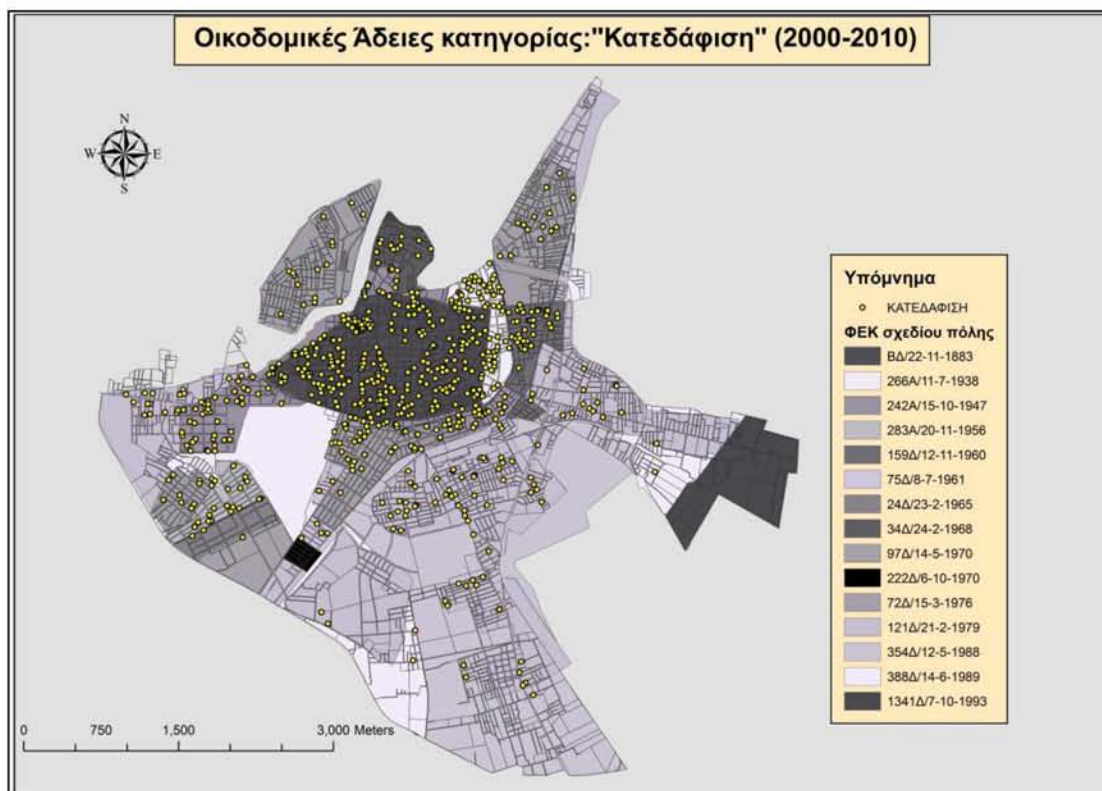 Οικοδομικές Άδειες κατηγορίας:"Κατεδάφιση" (2000-2010)
N
W E
S
Υπόμνημα
ΚΑΤΕΔΑΦΙΣΗ
ΦΕΚ σχεδίου πόλης
ΒΔ/22-11-1883
266Α/11-7-1938
242Α/15-10-1947
283Α/20-11-1956
159Δ/12-11-1960
75Δ/8-7-1961
24Δ/23-2-1965
34Δ/24-2-1968
97Δ/14-5-1970
222Δ/6-10-1970
72Δ/15-3-1976
121Δ/21-2-1979
354Δ/12-5-1988
388Δ/14-6-1989
1341Δ/7-10-1993
0 750 1,500 3,000 Meters